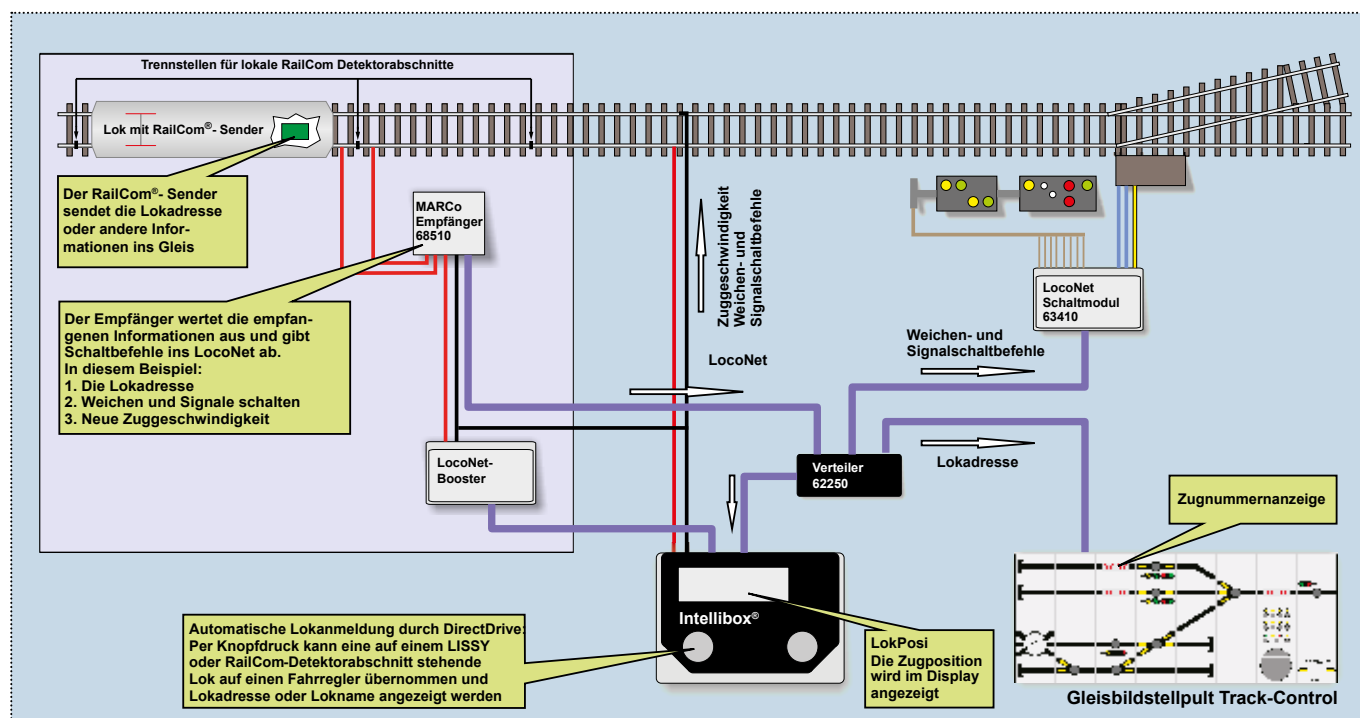 Trennstellen für lokale RailCom Detektorabschnitte
Lok mit RailCom®- Sender
Der RailCom®- Sender
sendet die Lokadresse
oder andere Infor-
mationen ins Gleis
MARCo
Empfänger
68510
Der Empfänger wertet die empfan-
genen Informationen aus und gibt
Schaltbefehle ins LocoNet ab.
In diesem Beispiel:
1. Die Lokadresse
2. Weichen und Signale schalten
3. Neue Zuggeschwindigkeit
LocoNet-
Booster
Zuggeschwindigkeit
Weichen- und
Signalschaltbefehle
LocoNet
LocoNet
Schaltmodul
63410
Weichen- und
Signalschaltbefehle
Verteiler
62250
Lokadresse
Zugnummernanzeige
Intellibox®
Automatische Lokanmeldung durch DirectDrive:
Per Knopfdruck kann eine auf einem LISSY
oder RailCom-Detektorabschnitt stehende
Lok auf einen Fahrregler übernommen und
Lokadresse oder Lokname angezeigt werden
LokPosi
Die Zugposition
wird im Display
angezeigt
Gleisbildstellpult Track-Control